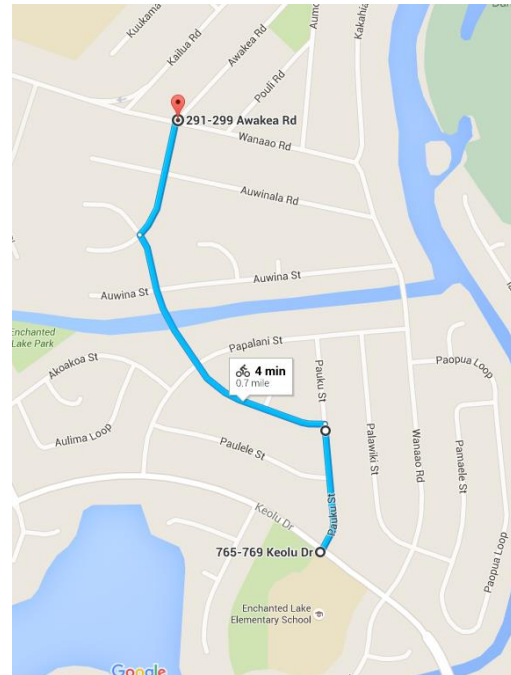 Kuukama
Kailua Rd
Awakea Rd
Pouli Rd
Aumo
Kakahia
291-299 Awakea Rd
Wanaao Rd
Auwinala Rd
Auwina St
Auwina St
Enchanted
Lake Park
Papalani St
Akoakoa St
4 min
0.7 mile
Pauku St
Paopua Loop
Aulima Loop
Paulele St
Palawiki St
Wanaao Rd
Pamaele St
Pauku St
Keolu Dr
765-769 Keolu Dr
Paopua Loop
Enchanted Lake
Elementary School
Google